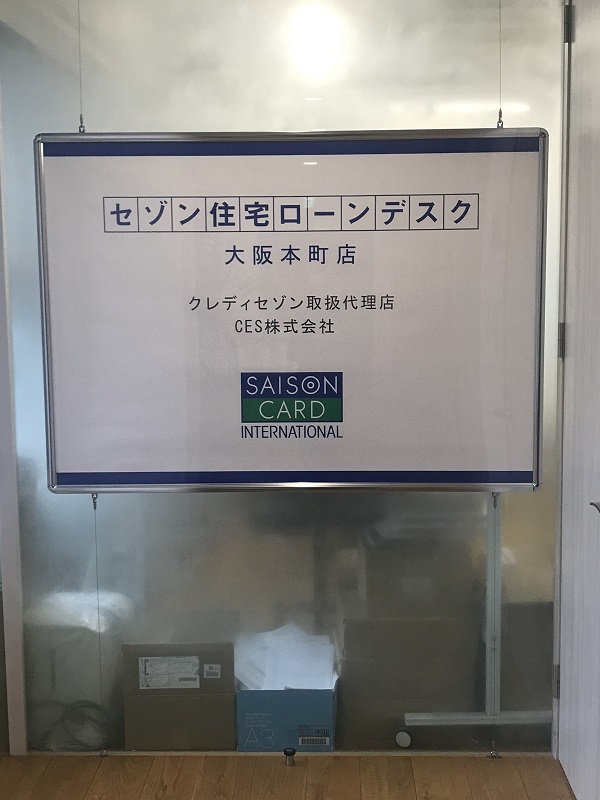 セゾン住宅ローンデスク
大阪本町店
クレディセゾン取扱代理店
CES株式会社
SAISON
CARD
INTERNATIONAL
A3